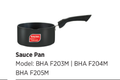 Sauce Pan
Model: BHA F203M | BHA F204M
BHA F205M